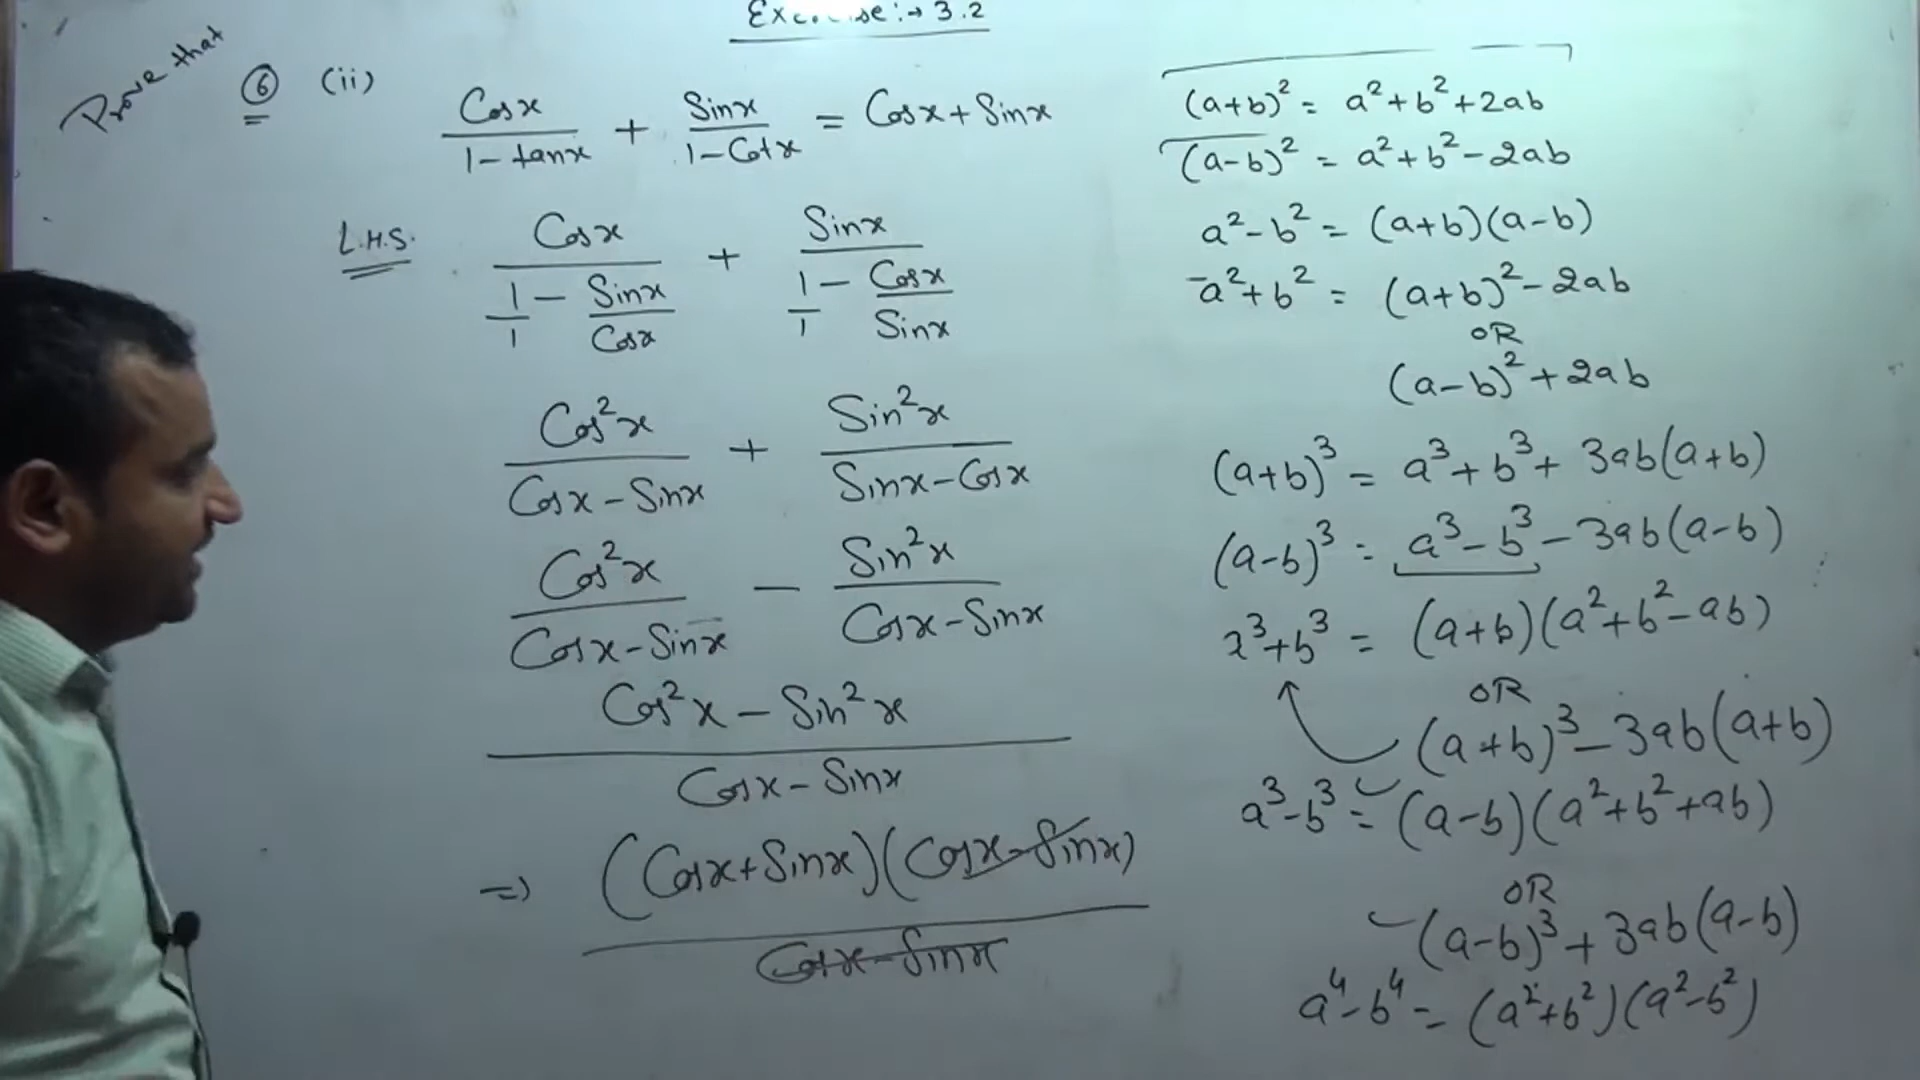 3.2
Prove that
6 (ii) Cosx/(1-tanx) + Sinx/(1-Cotx) = Cosx+Sinx
L.H.S. Cosx/(1/1 - Sinx/Cosx) + Sinx/(1/1 - Cosx/Sinx)
Cos²x/(Cosx-Sinx) + Sin²x/(Sinx-Cosx)
Cos²x/(Cosx-Sinx) - Sin²x/(Cosx-Sinx)
Cos²x - Sin²x
Cosx-Sinx
=> (Cosx+Sinx)(Cosx-Sinx)
Cosx-Sinx
(a+b)² = a²+b²+2ab
(a-b)² = a²+b²-2ab
a²-b² = (a+b)(a-b)
a²+b² = (a+b)²-2ab
OR
(a-b)²+2ab
(a+b)³ = a³+b³+3ab(a+b)
(a-b)³ = a³-b³-3ab(a-b)
a³+b³ = (a+b)(a²+b²-ab)
OR
(a+b)³-3ab(a+b)
a³-b³ = (a-b)(a²+b²+ab)
OR
(a-b)³+3ab(a-b)
a⁴-b⁴ = (a²+b²)(a²-b²)